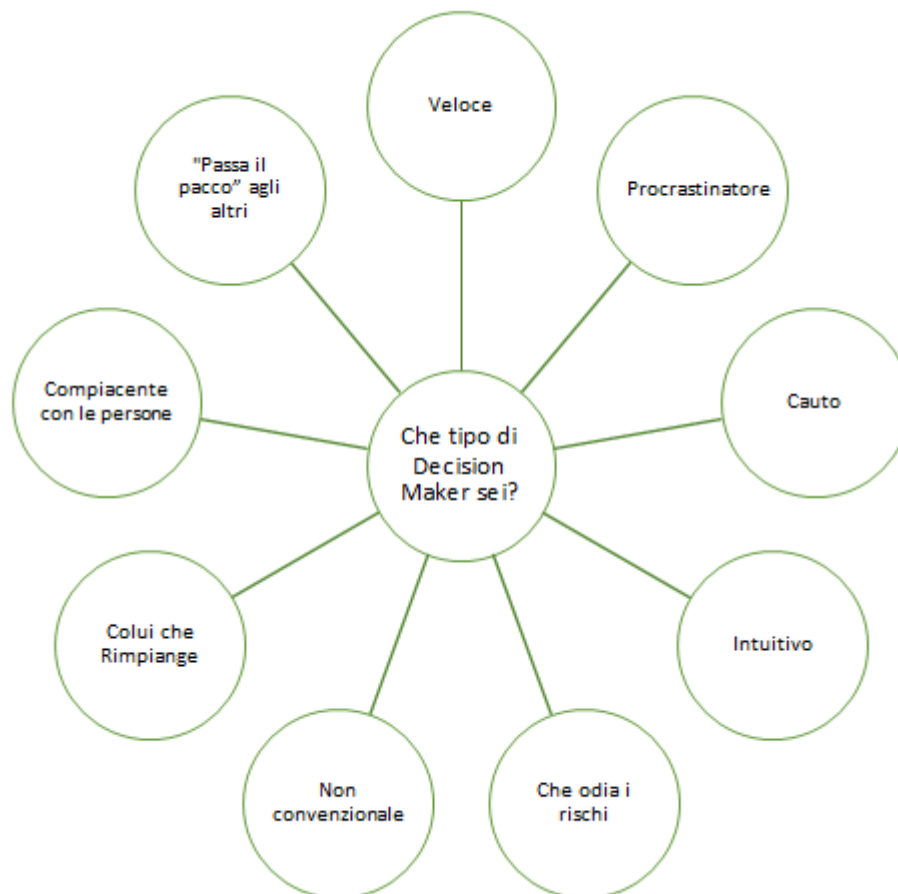 Veloce
Procrastinatore
Cauto
Intuitivo
Che odia i
rischi
Non
convenzionale
Colui che
Rimpiange
Compiacente
con le persone
"Passa il
pacco” agli
altri
Che tipo di
Decision
Maker sei?